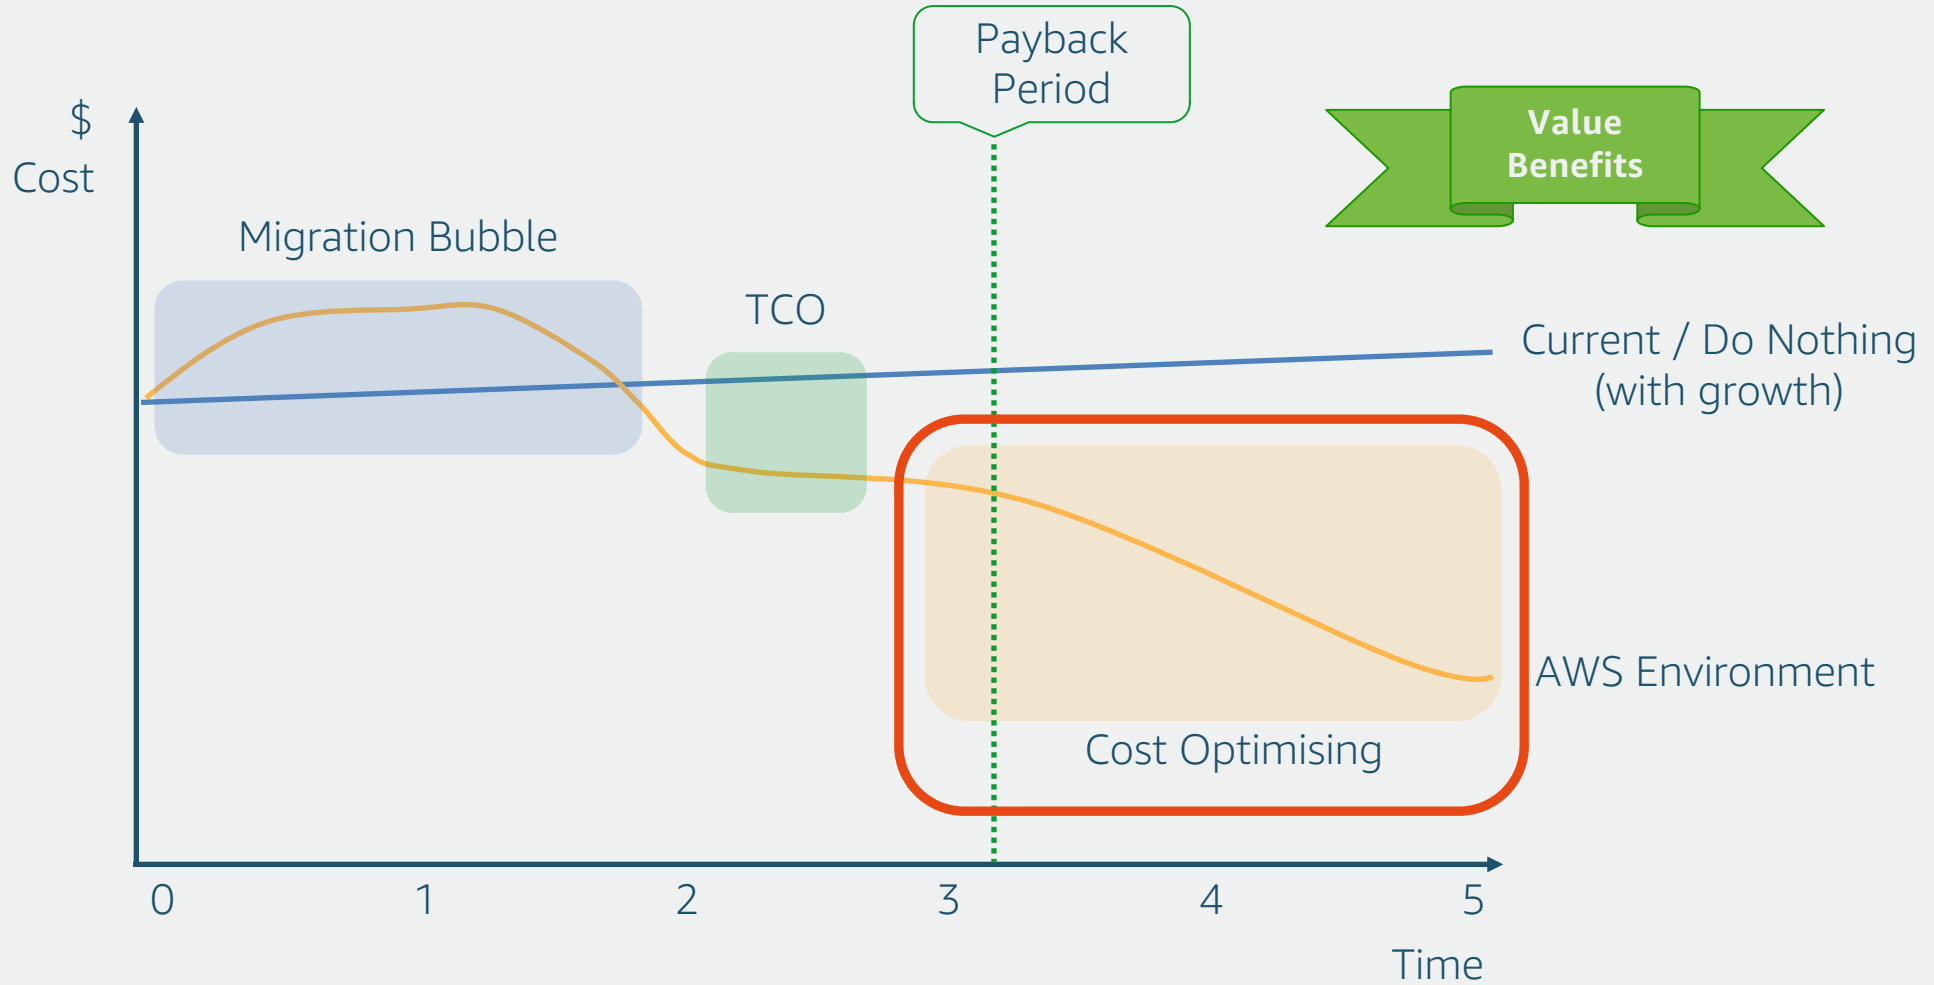 Payback
Period
$
Cost
Value
Benefits
Migration Bubble
TCO
Current / Do Nothing
(with growth)
AWS Environment
Cost Optimising
0 1 2 3 4 5
Time